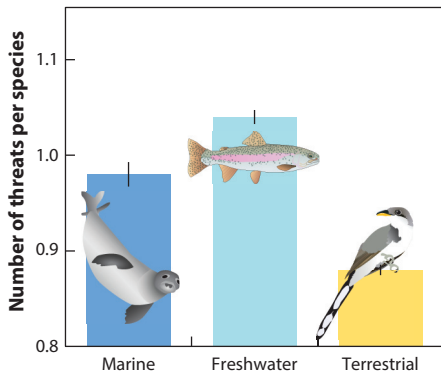 Number of threats per species
1.1
1.0
0.9
0.8
Marine Freshwater Terrestrial